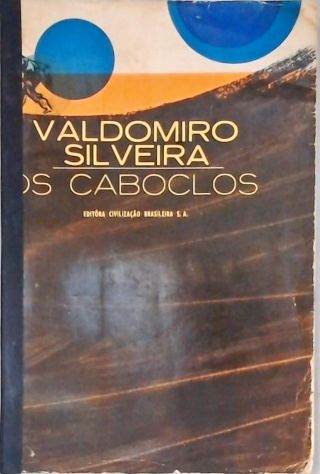 VALDOMIRO
SILVEIRA
OS CABOCLOS
EDITÔRA CIVILIZAÇÃO BRASILEIRA S. A.